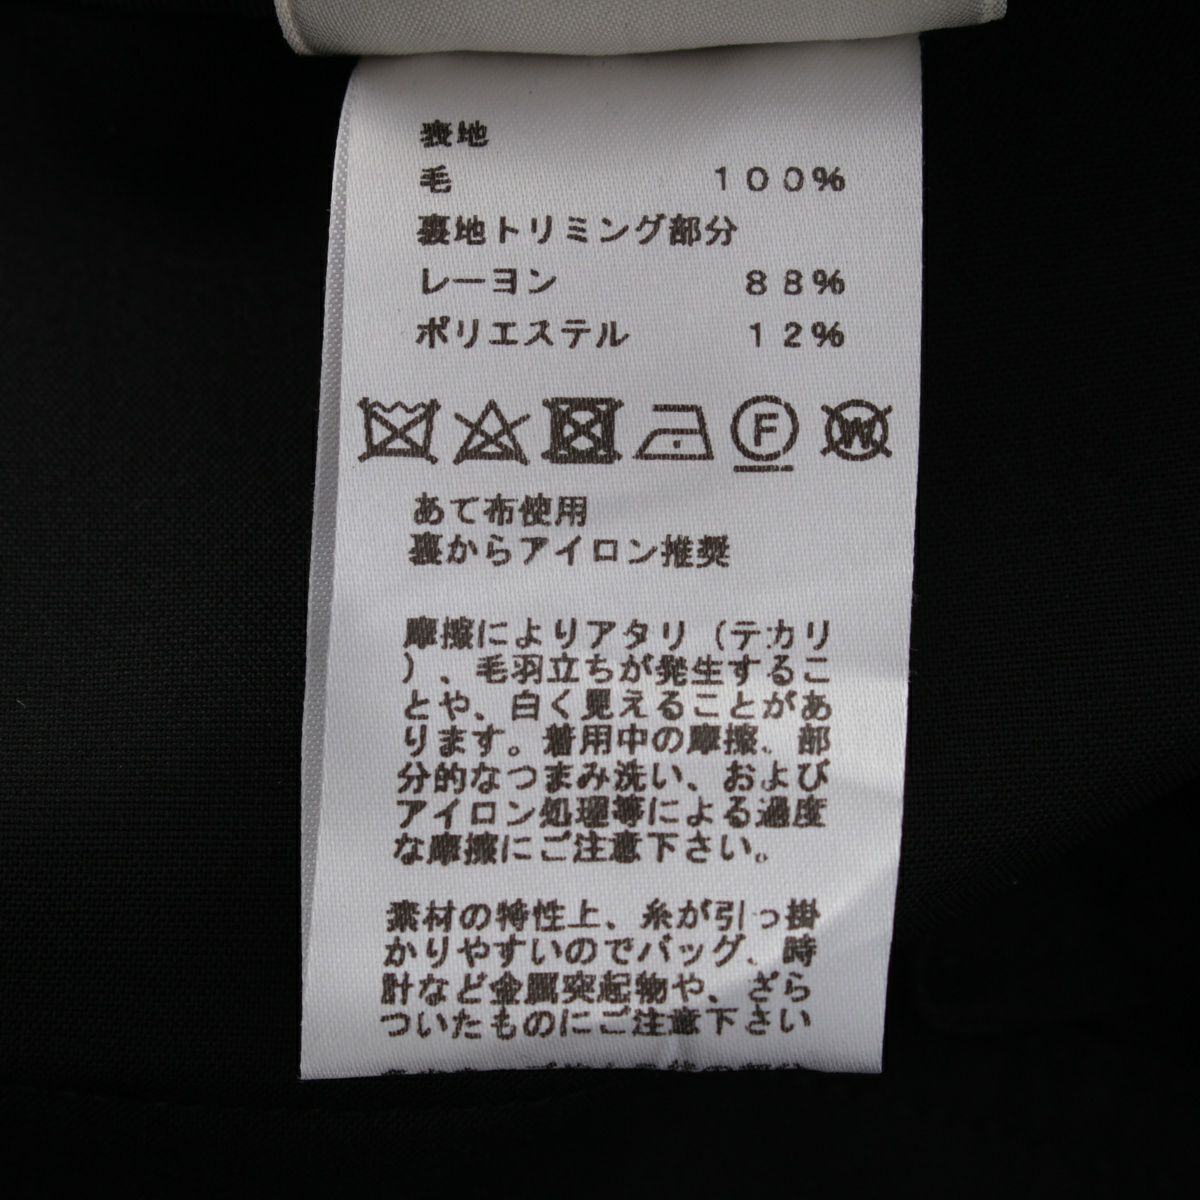 表地
毛 100%
裏地トリミング部分
レーヨン 88%
ポリエステル 12%
F W
あて布使用
裏からアイロン推奨
摩擦によりアタリ(テカリ
)、毛羽立ちが発生するこ
とや、白く見えることがあ
ります。着用中の摩擦、部
分的なつまみ洗い、および
アイロン処理等による過度
な摩擦にご注意下さい。
素材の特性上、糸が引っ掛
かりやすいのでバッグ、時
計など金属突起物や、ざら
ついたものにご注意下さい